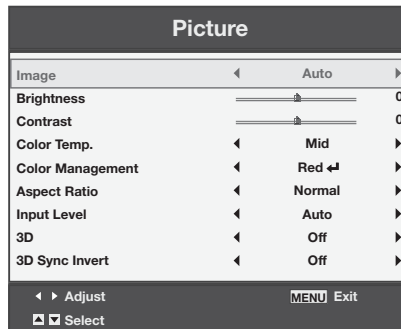 Picture
Image Auto
Brightness 0
Contrast 0
Color Temp. Mid
Color Management Red
Aspect Ratio Normal
Input Level Auto
3D Off
3D Sync Invert Off
Adjust MENU Exit
Select